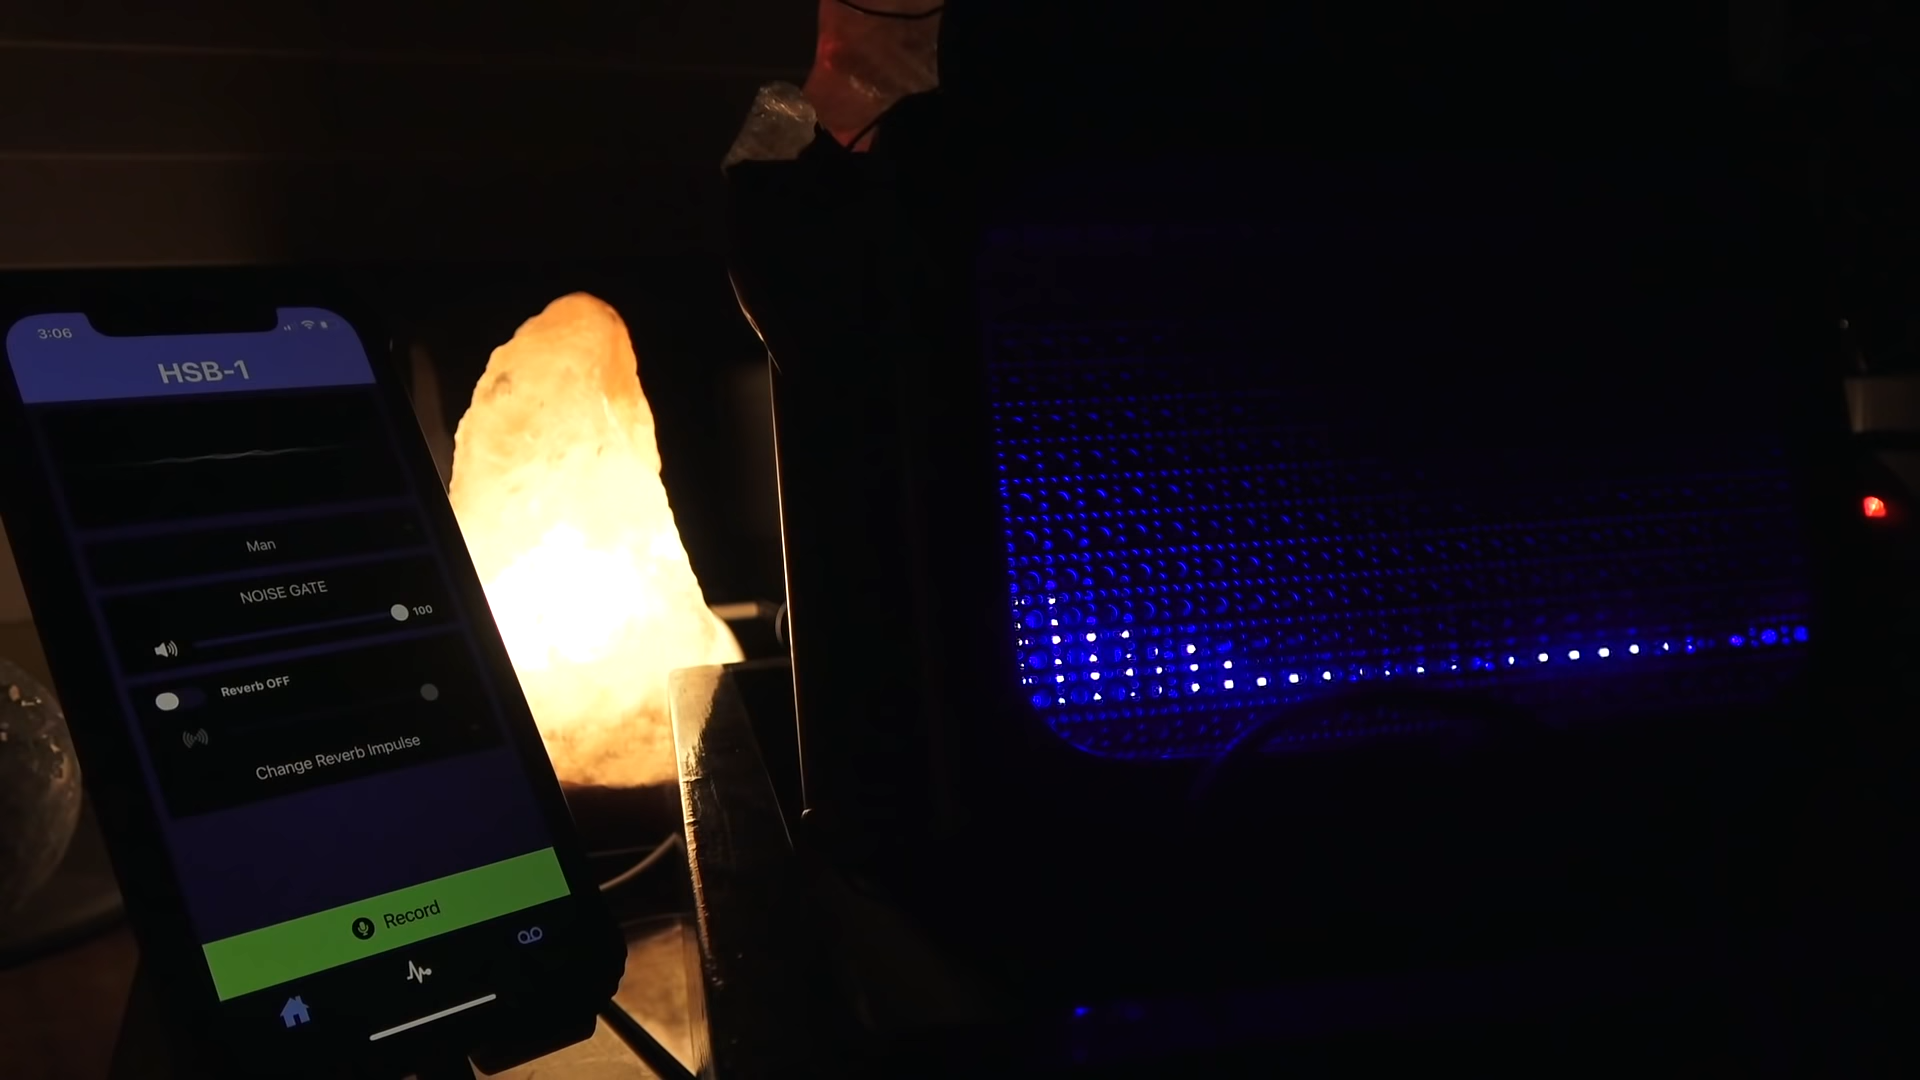 3:06
HSB-1
Man
NOISE GATE
100
Reverb OFF
Change Reverb Impulse
Record